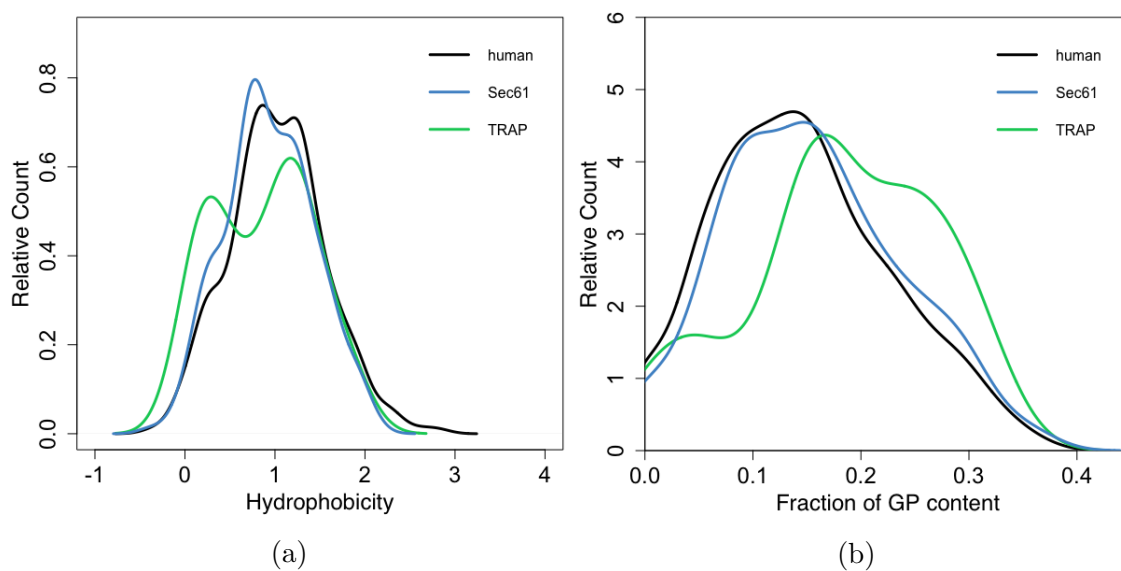 human
Sec61
TRAP
Relative Count
0.0
0.2
0.4
0.6
0.8
-1 0 1 2 3 4
Hydrophobicity
(a)
human
Sec61
TRAP
Relative Count
0
1
2
3
4
5
6
0.0 0.1 0.2 0.3 0.4
Fraction of GP content
(b)